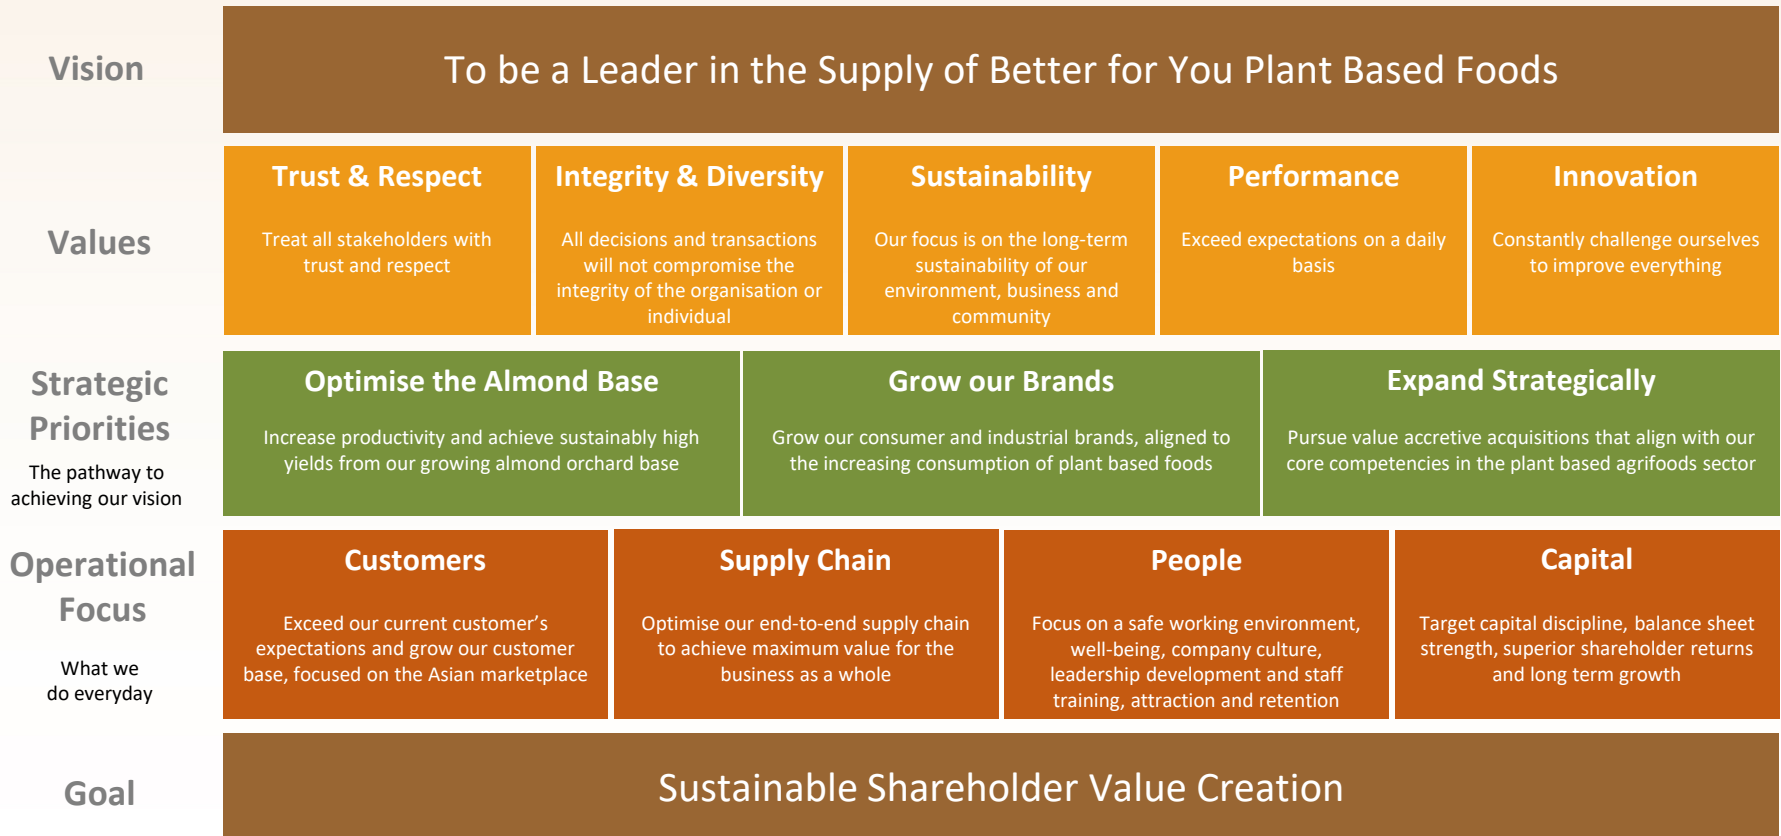 Vision
To be a Leader in the Supply of Better for You Plant Based Foods
Values
Trust & Respect
Treat all stakeholders with
trust and respect
Integrity & Diversity
All decisions and transactions
will not compromise the
integrity of the organisation or
individual
Sustainability
Our focus is on the long-term
sustainability of our
environment, business and
community
Performance
Exceed expectations on a daily
basis
Innovation
Constantly challenge ourselves
to improve everything
Strategic
Priorities
The pathway to
achieving our vision
Optimise the Almond Base
Increase productivity and achieve sustainably high
yields from our growing almond orchard base
Grow our Brands
Grow our consumer and industrial brands, aligned to
the increasing consumption of plant based foods
Expand Strategically
Pursue value accretive acquisitions that align with our
core competencies in the plant based agrifoods sector
Operational
Focus
What we
do everyday
Customers
Exceed our current customer’s
expectations and grow our customer
base, focused on the Asian marketplace
Supply Chain
Optimise our end-to-end supply chain
to achieve maximum value for the
business as a whole
People
Focus on a safe working environment,
well-being, company culture,
leadership development and staff
training, attraction and retention
Capital
Target capital discipline, balance sheet
strength, superior shareholder returns
and long term growth
Goal
Sustainable Shareholder Value Creation